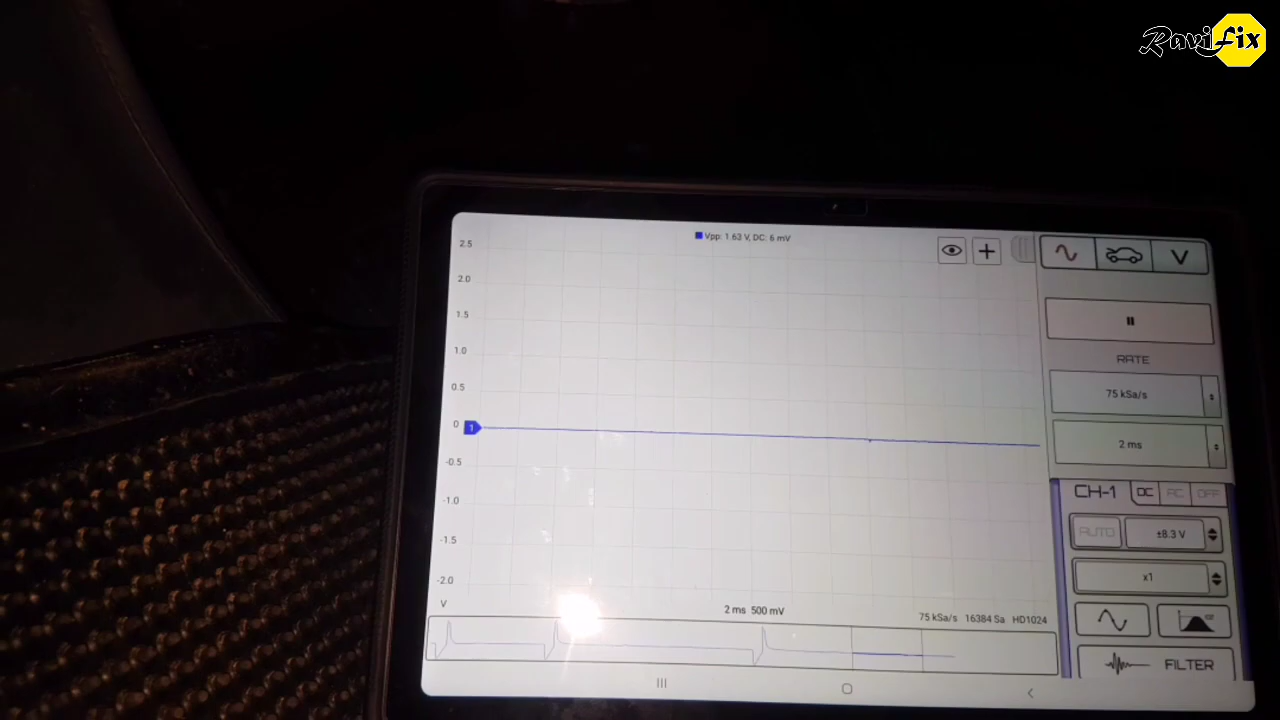 RaviFix
Vpp: 1.63 V, DC: 6 mV
V
2.5
2.0
1.5
1.0
0.5
0
1
-0.5
-1.0
-1.5
-2.0
V
2 ms 500 mV
75 kSa/s 16384 Sa HD1024
RATE
75 kSa/s
2 ms
CH-1 DC AC OFF
AUTO ±8.3 V
x1
FILTER